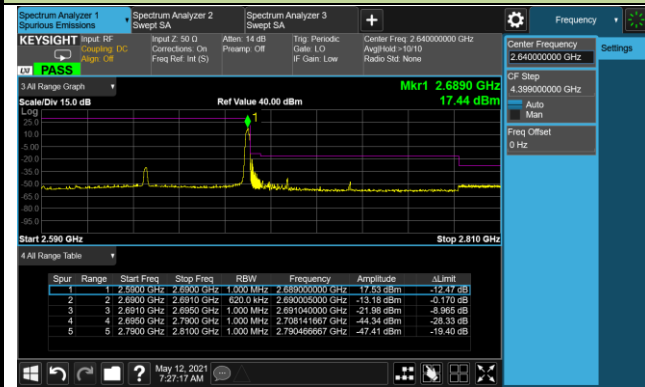 Spectrum Analyzer 1
Spurious Emissions
Spectrum Analyzer 2
Swept SA
Spectrum Analyzer 3
Swept SA
+
Frequency
KEYSIGHT
Input: RF
Coupling: DC
Align: Off
Input Z: 50 Ω
Corrections: On
Freq Ref: Int (S)
Atten: 14 dB
Preamp: Off
Trig: Periodic
Gate: LO
IF Gain: Low
Center Freq: 2.640000000 GHz
Avg|Hold:>10/10
Radio Std: None
LXI
PASS
Center Frequency
2.640000000 GHz
Settings
CF Step
4.399000000 GHz
Auto
Man
Freq Offset
0 Hz
3 All Range Graph
Mkr1 2.6890 GHz
Scale/Div 15.0 dB
Ref Value 40.00 dBm
17.44 dBm
Log
25.0
10.0
-5.00
-20.0
-35.0
-50.0
-65.0
-80.0
-95.0
1
Start 2.590 GHz
Stop 2.810 GHz
4 All Range Table
Spur Range Start Freq Stop Freq RBW Frequency Amplitude ΔLimit
1 1 2.5900 GHz 2.6900 GHz 1.000 MHz 2.689000000 GHz 17.53 dBm -12.47 dB
2 2 2.6900 GHz 2.6910 GHz 620.0 kHz 2.690005000 GHz -13.18 dBm -0.170 dB
3 3 2.6910 GHz 2.6950 GHz 1.000 MHz 2.691040000 GHz -21.98 dBm -8.965 dB
4 4 2.6950 GHz 2.7900 GHz 1.000 MHz 2.708141667 GHz -44.34 dBm -28.33 dB
5 5 2.7900 GHz 2.8100 GHz 1.000 MHz 2.790466667 GHz -47.41 dBm -19.40 dB
?
May 12, 2021
7:27:17 AM